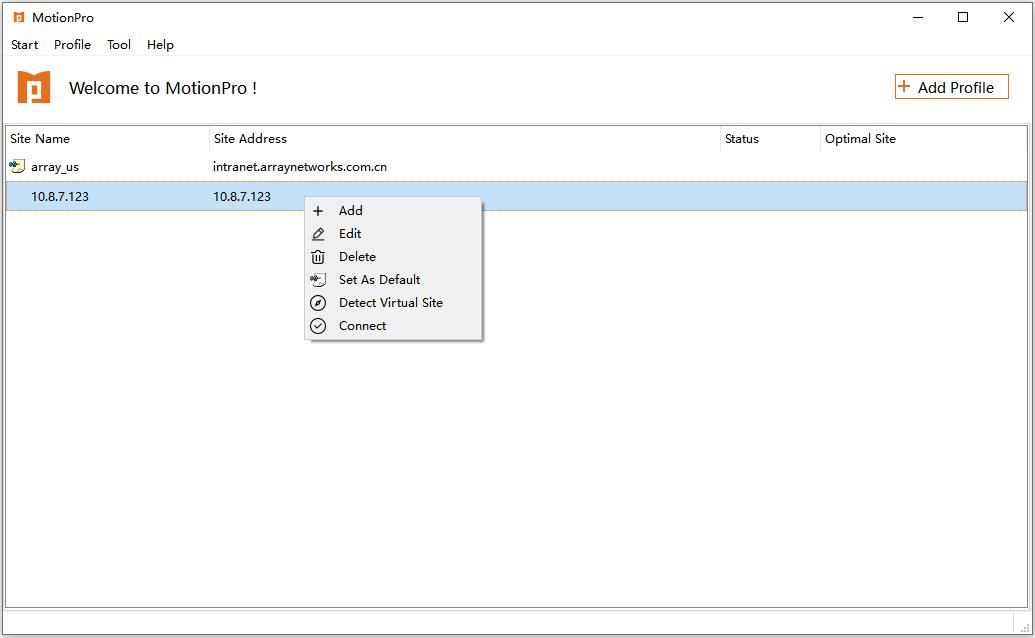 MotionPro
Start Profile Tool Help
Welcome to MotionPro !
+ Add Profile
Site Name Site Address Status Optimal Site
array_us intranet.arraynetworks.com.cn
10.8.7.123 10.8.7.123
Add
Edit
Delete
Set As Default
Detect Virtual Site
Connect